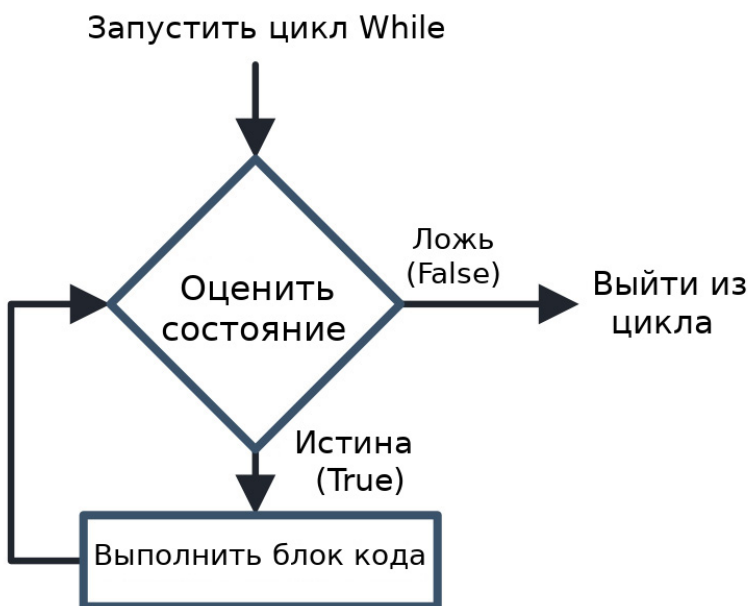 Запустить цикл While
Ложь
(False)
Оценить
состояние
Выйти из
цикла
Истина
(True)
Выполнить блок кода